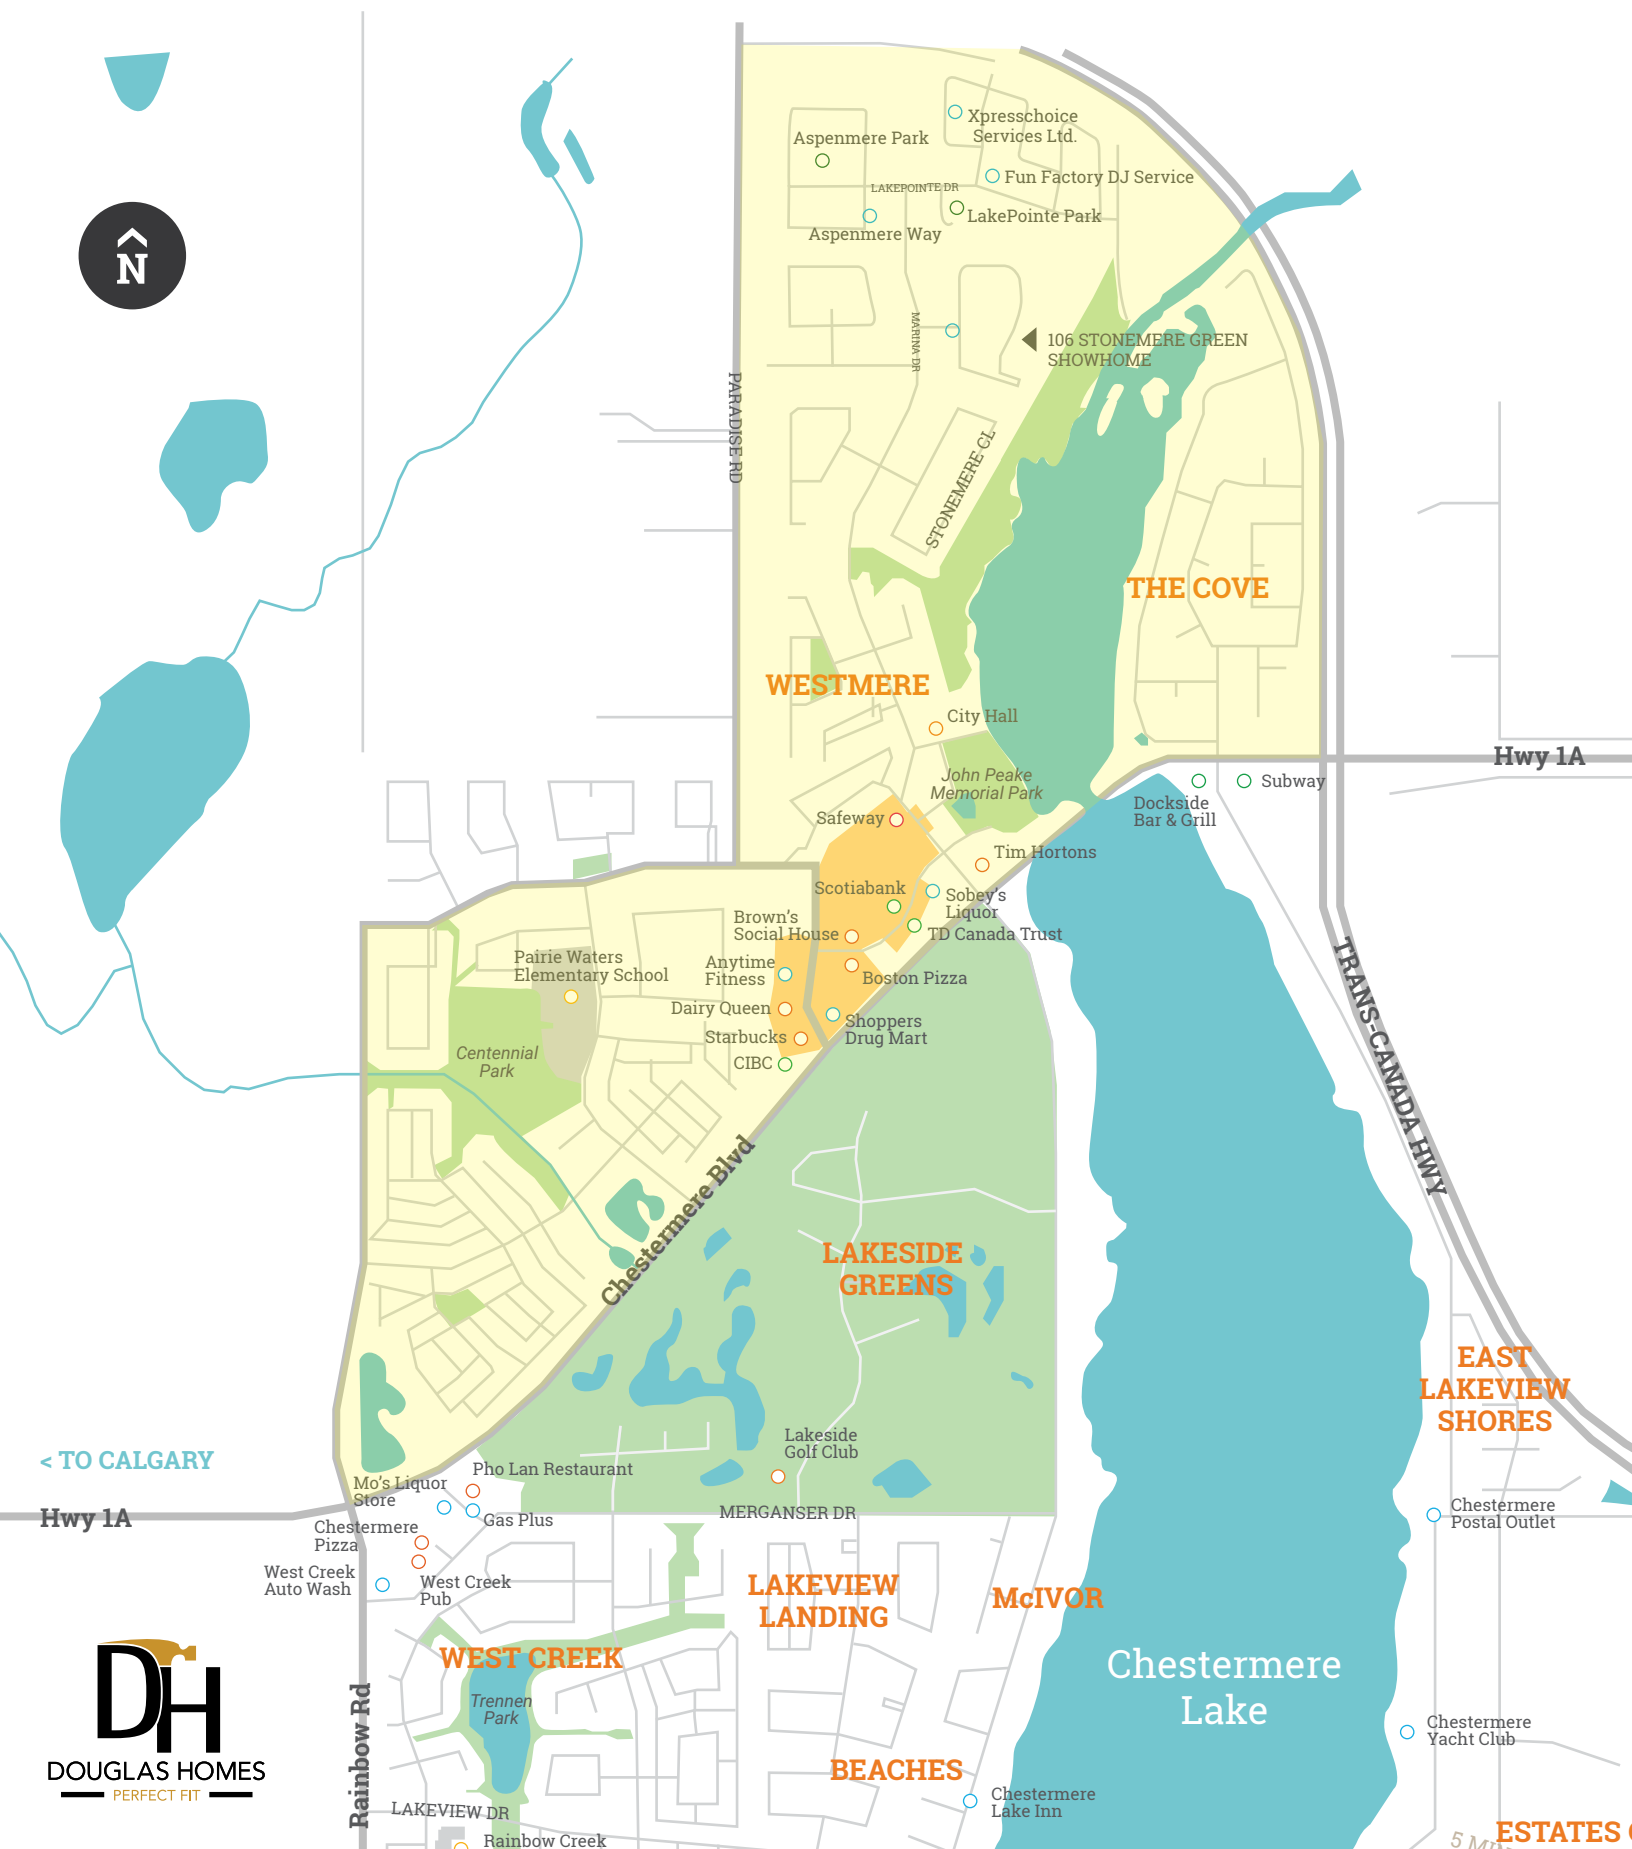 Xpresschoice
Services Ltd.
Aspenmere Park
Fun Factory DJ Service
LAKEPOINTE DR
LakePointe Park
Aspenmere Way
N
MARINA DR
106 STONEMERE GREEN
SHOWHOME
PARADISE RD
STONEMERE CL
THE COVE
WESTMERE
City Hall
Hwy 1A
John Peake
Memorial Park
Subway
Dockside
Bar & Grill
Safeway
Tim Hortons
Scotiabank
Sobey's
Liquor
Brown's
Social House
TD Canada Trust
Pairie Waters
Elementary School
Anytime
Fitness
Boston Pizza
Dairy Queen
Shoppers
Drug Mart
Starbucks
CIBC
Centennial
Park
TRANS-CANADA HWY
Chestermere Blvd
LAKESIDE
GREENS
EAST
LAKEVIEW
SHORES
< TO CALGARY
Lakeside
Golf Club
Pho Lan Restaurant
Mo's Liquor
Store
Hwy 1A
Gas Plus
MERGANSER DR
Chestermere
Postal Outlet
Chestermere
Pizza
West Creek
Auto Wash
West Creek
Pub
LAKEVIEW
LANDING
McIVOR
WEST CREEK
Chestermere
Lake
Trennen
Park
Rainbow Rd
DH
DOUGLAS HOMES
PERFECT FIT
Chestermere
Yacht Club
BEACHES
Chestermere
Lake Inn
LAKEVIEW DR
Rainbow Creek
ESTATES